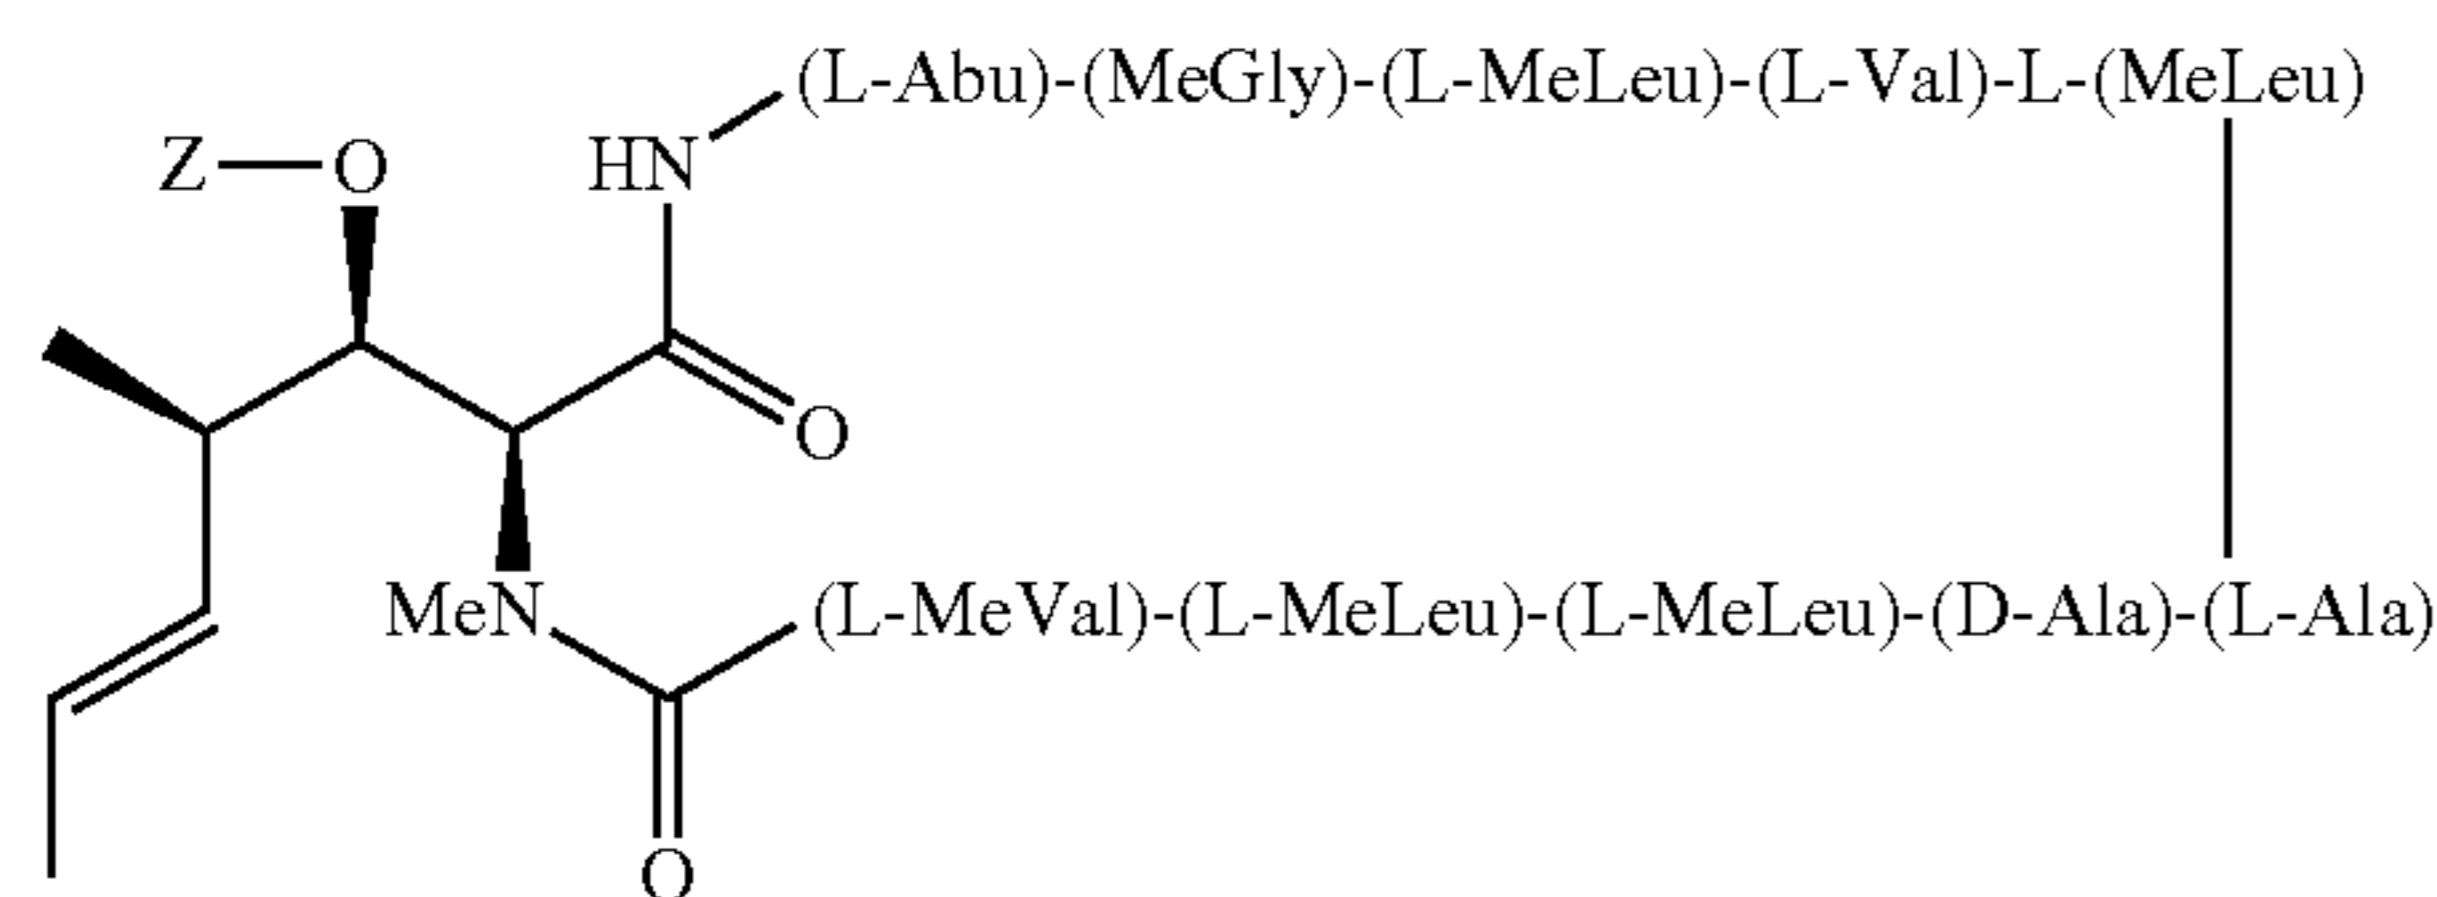 (L-Abu)-(MeGly)-(L-MeLeu)-(L-Val)-L-(MeLeu)
Z O HN
O
MeN (L-MeVal)-(L-MeLeu)-(L-MeLeu)-(D-Ala)-(L-Ala)
O